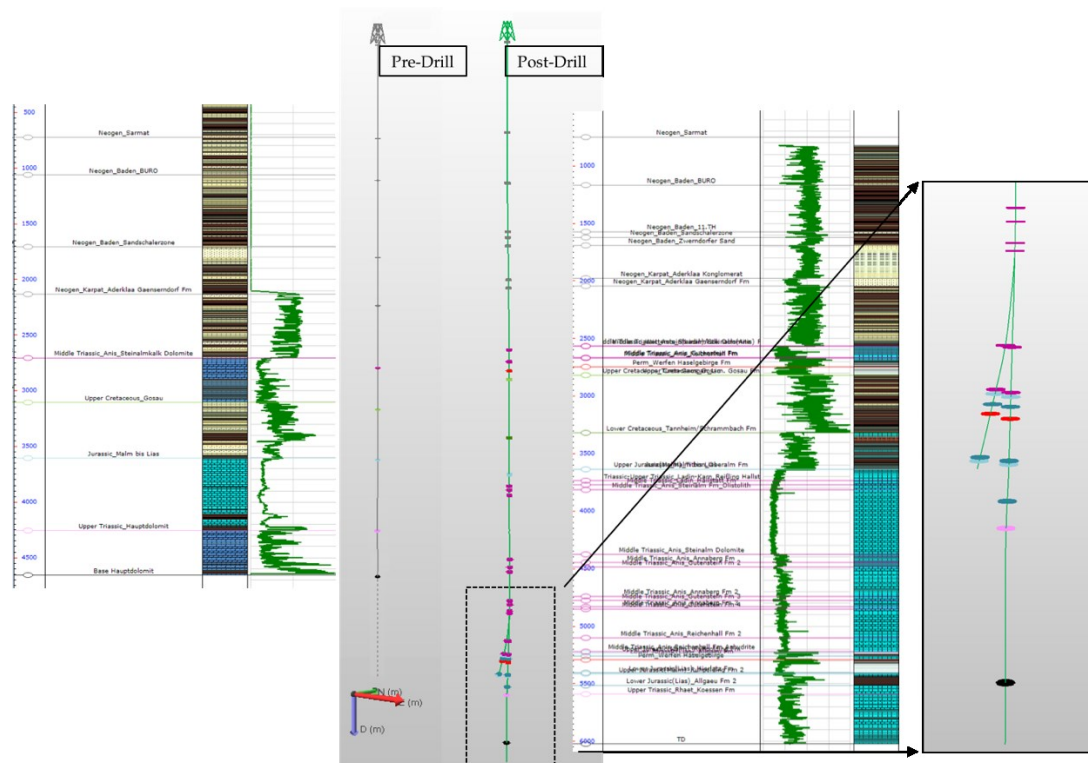 Pre-Drill
Post-Drill
500
Neogen_Sarmat
1000
Neogen_Baden_BURO
1500
Neogen_Baden_Sandschalerzone
2000
Neogen_Karpat_Aderklaa Gaenserndorf Fm
2500
Middle Triassic_Anis_Steinalmkalk Dolomite
3000
Upper Cretaceous_Gosau
3500
Jurassic_Malm bis Lias
4000
Upper Triassic_Hauptdolomit
4500
Base Hauptdolomit
N (m)
E (m)
D (m)
Neogen_Sarmat
1000
Neogen_Baden_BURO
1500
Neogen_Baden_11.TH
Neogen_Baden_Sandschalerzone
Neogen_Baden_Zwerndorfer Sand
2000
Neogen_Karpat_Aderklaa Konglomerat
Neogen_Karpat_Aderklaa Gaenserndorf Fm
2500
Middle Triassic_Anis_Gutenstein Fm
Perm_Werfen Haselgebirge Fm
3000
3500
Lower Cretaceous_Tannheim/Schrammbach Fm
4000
Middle Triassic_Anis_Steinalm Fm_Olistolith
Middle Triassic_Anis_Steinalm Dolomite
Middle Triassic_Anis_Annaberg Fm
4500
Middle Triassic_Anis_Gutenstein Fm 2
Middle Triassic_Anis_Annaberg Fm 2
Middle Triassic_Anis_Gutenstein Fm 3
5000
Middle Triassic_Anis_Reichenhall Fm 2
Perm_Werfen Haselgebirge
Lower Jurassic(Lias)_Allgaeu Fm 2
5500
Upper Triassic_Rhaet_Koessen Fm
6000
TD